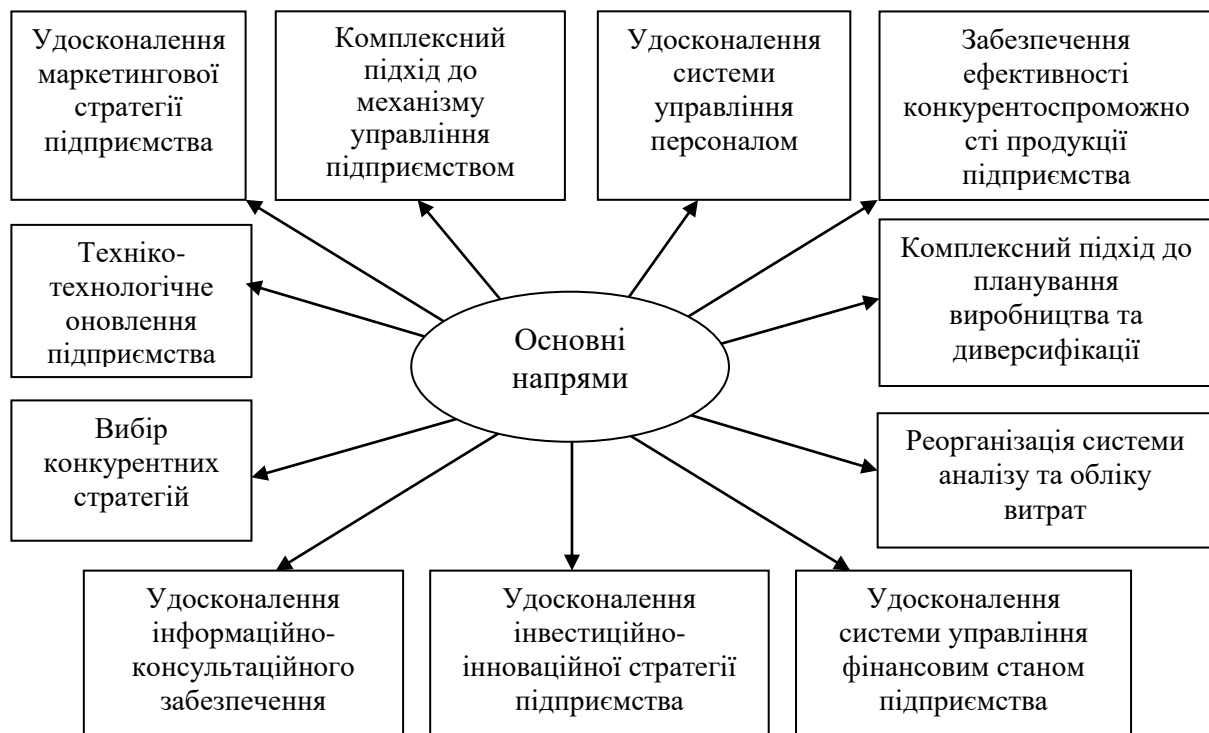 Удосконалення
маркетингової
стратегії
підприємства
Комплексний
підхід до
механізму
управління
підприємством
Удосконалення
системи
управління
персоналом
Забезпечення
ефективності
конкурентоспроможно
сті продукції
підприємства
Техніко-
технологічне
оновлення
підприємства
Основні
напрями
Комплексний підхід до
планування
виробництва та
диверсифікації
Вибір
конкурентних
стратегій
Реорганізація системи
аналізу та обліку
витрат
Удосконалення
інформаційно-
консультаційного
забезпечення
Удосконалення
інвестиційно-
інноваційної стратегії
підприємства
Удосконалення
системи управління
фінансовим станом
підприємства